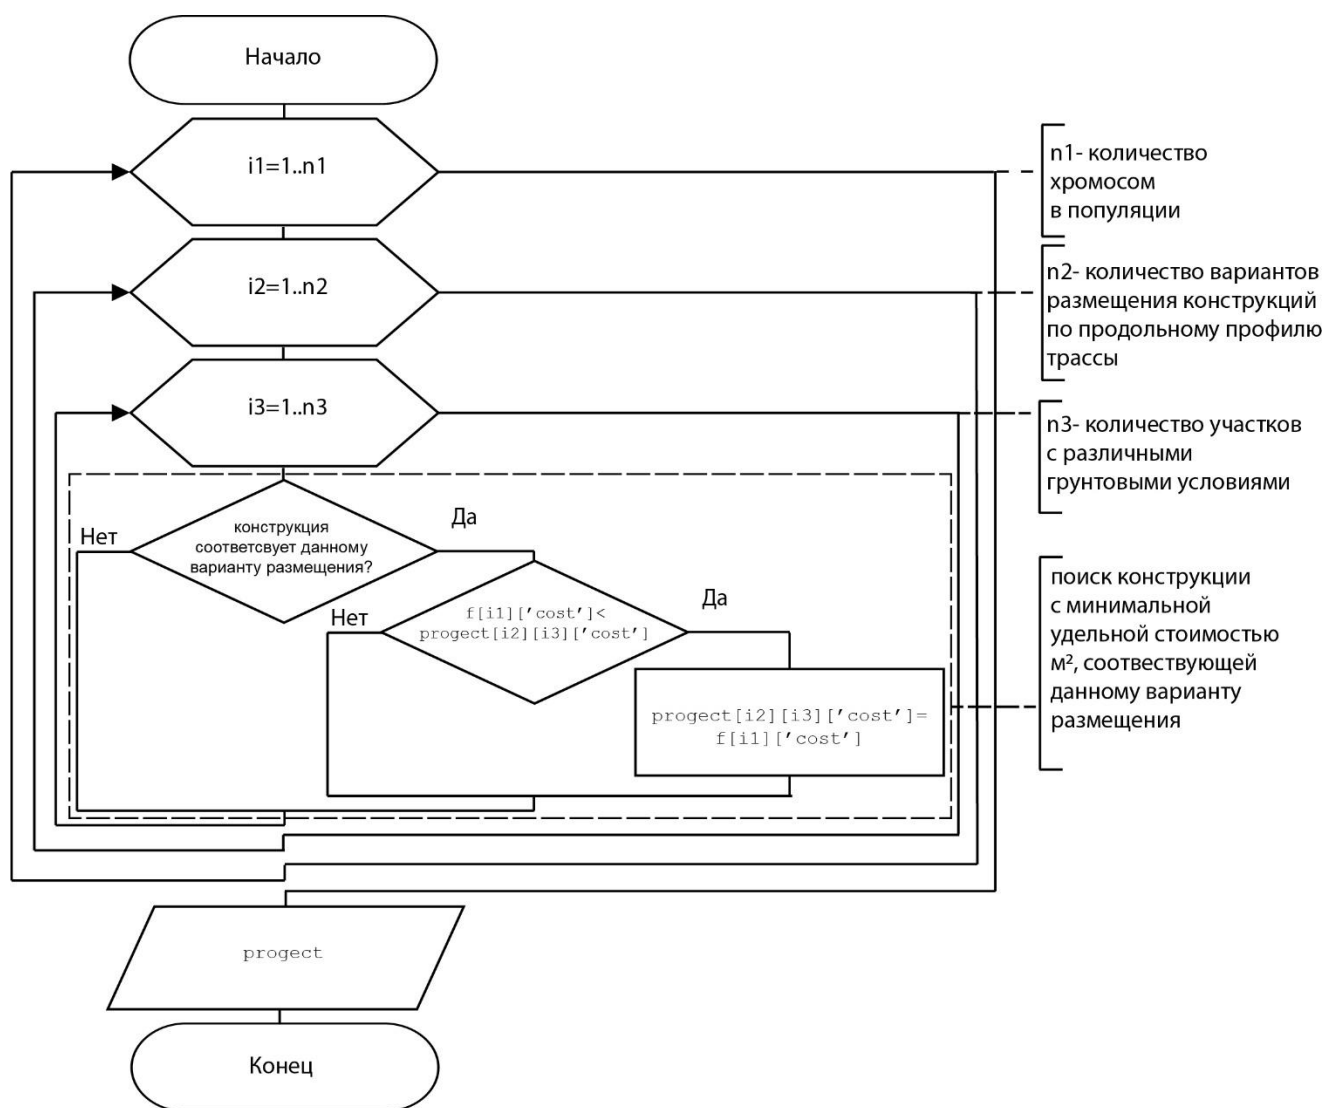 Начало
i1=1..n1
n1- количество
хромосом
в популяции
i2=1..n2
n2- количество вариантов
размещения конструкций
по продольному профилю
трассы
i3=1..n3
n3- количество участков
с различными
грунтовыми условиями
Нет
конструкция
соответсвует данному
варианту размещения?
Да
Нет
f[i1]['cost']<
progect[i2][i3]['cost']
Да
progect[i2][i3]['cost']=
f[i1]['cost']
поиск конструкции
с минимальной
удельной стоимостью
м², соотвествующей
данному варианту
размещения
progect
Конец